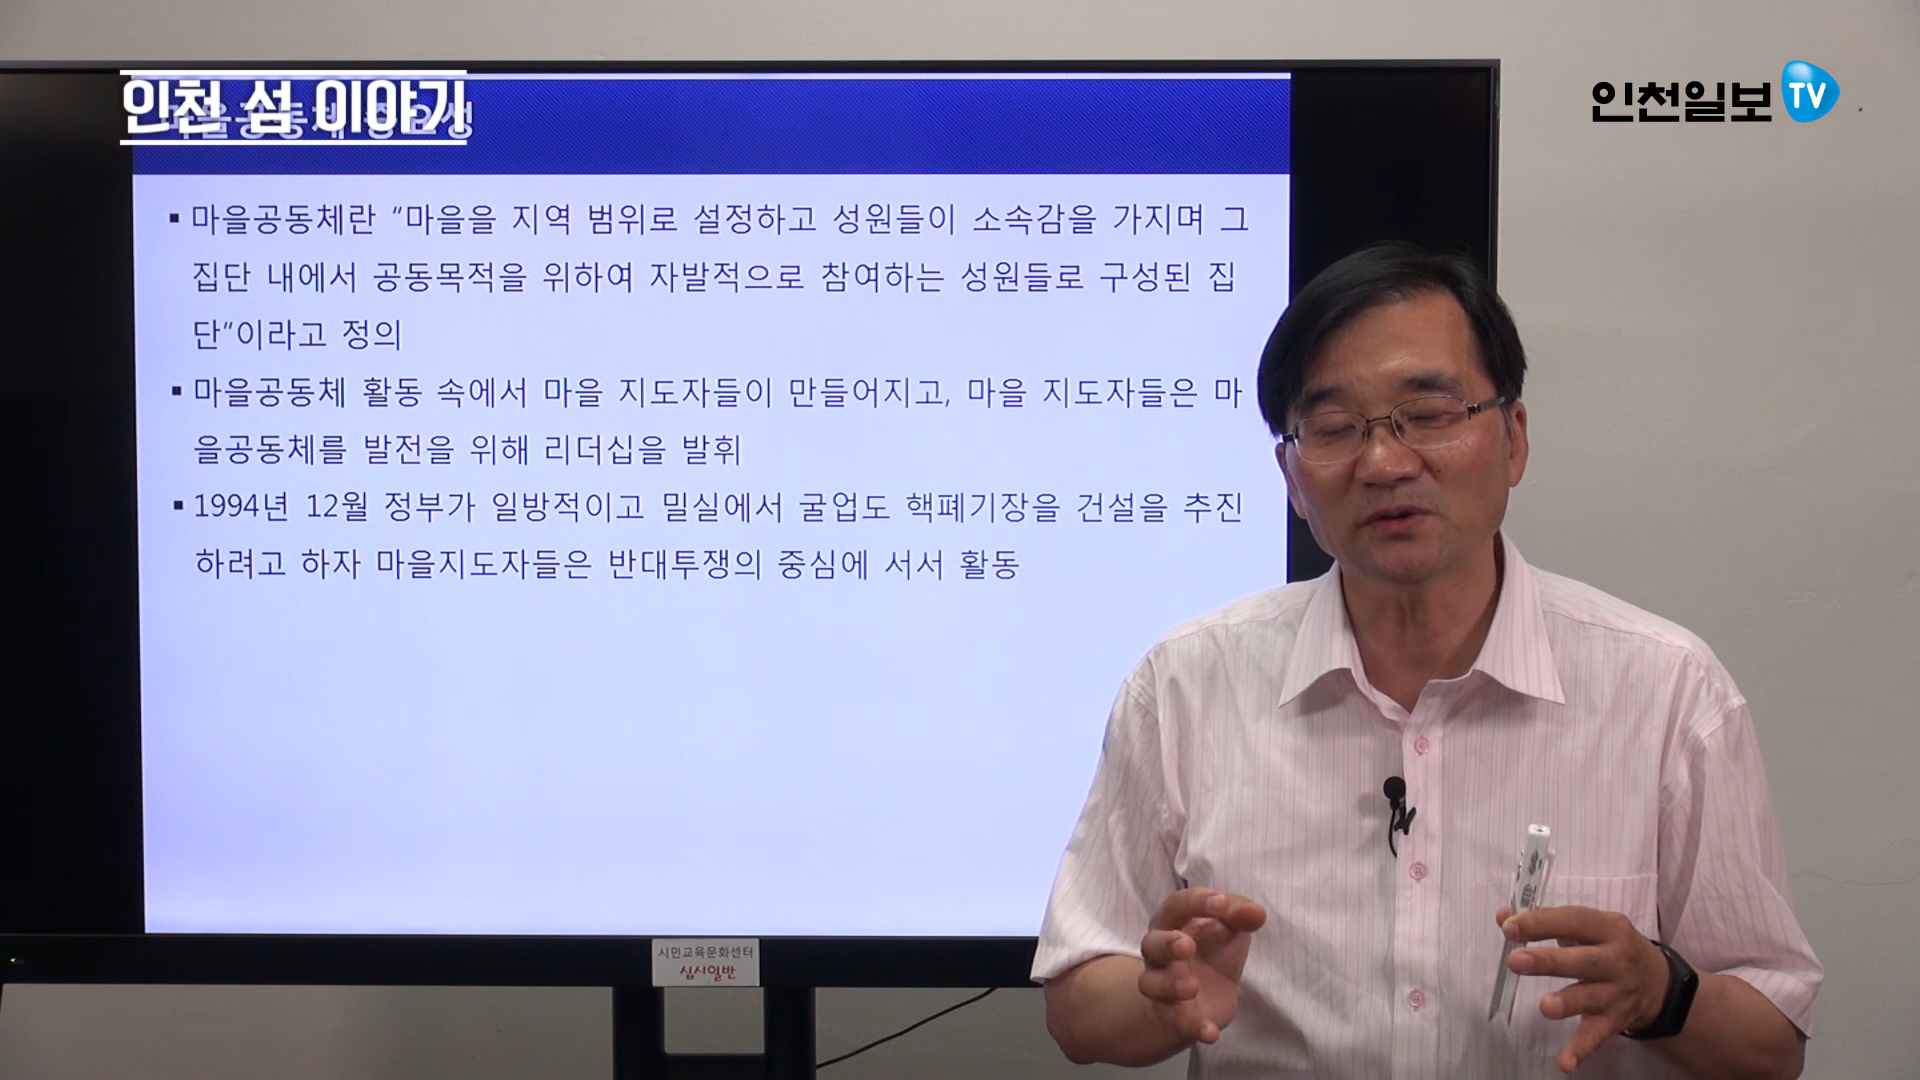 인천 섬 이야기
인천일보 TV
▪ 마을공동체란 “마을을 지역 범위로 설정하고 성원들이 소속감을 가지며 그
집단 내에서 공동목적을 위하여 자발적으로 참여하는 성원들로 구성된 집
단”이라고 정의
▪ 마을공동체 활동 속에서 마을 지도자들이 만들어지고, 마을 지도자들은 마
을공동체를 발전을 위해 리더십을 발휘
▪ 1994년 12월 정부가 일방적이고 밀실에서 굴업도 핵폐기장을 건설을 추진
하려고 하자 마을지도자들은 반대투쟁의 중심에 서서 활동
시민교육문화센터